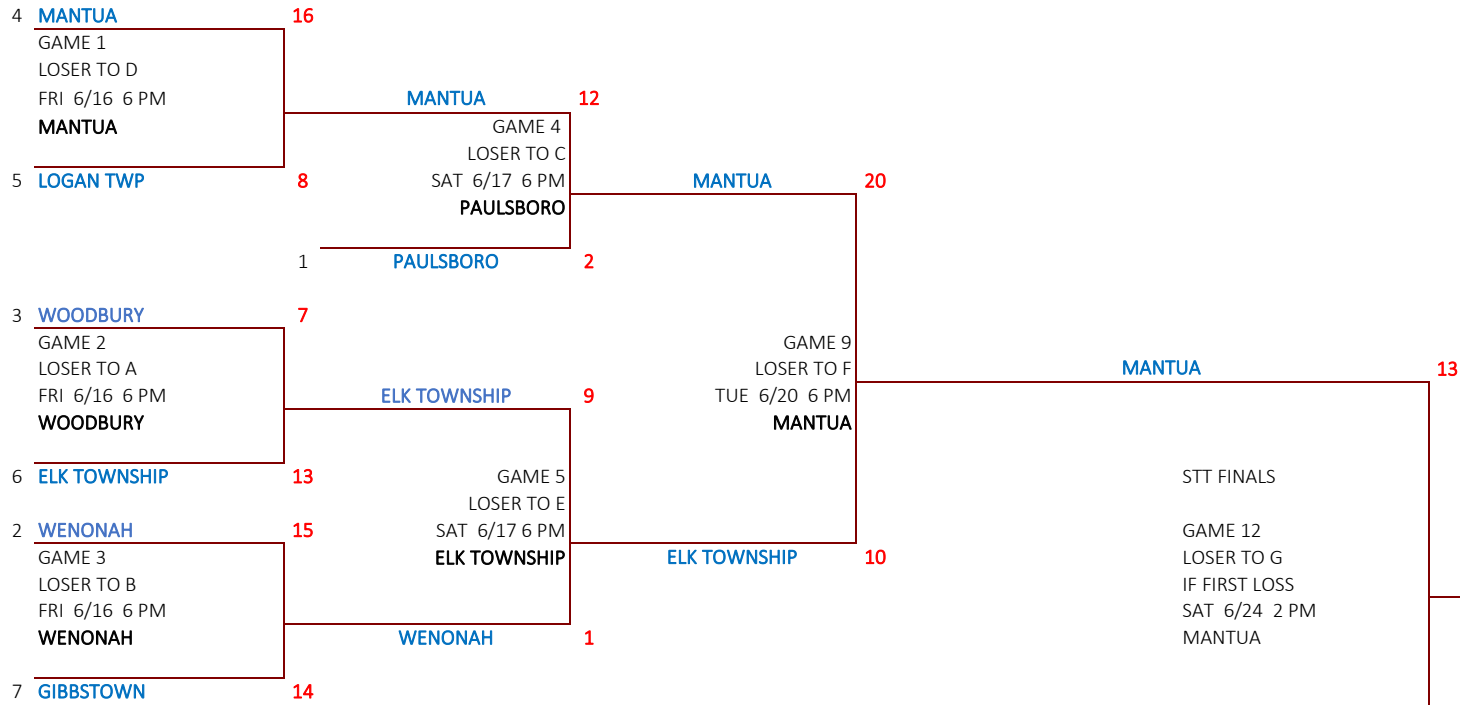 4 MANTUA 16
GAME 1
LOSER TO D
FRI 6/16 6 PM
MANTUA
5 LOGAN TWP 8
MANTUA 12
GAME 4
LOSER TO C
SAT 6/17 6 PM
PAULSBORO
1 PAULSBORO 2
3 WOODBURY 7
GAME 2
LOSER TO A
FRI 6/16 6 PM
WOODBURY
6 ELK TOWNSHIP 13
2 WENONAH 15
GAME 3
LOSER TO B
FRI 6/16 6 PM
WENONAH
7 GIBBSTOWN 14
ELK TOWNSHIP 9
GAME 5
LOSER TO E
SAT 6/17 6 PM
ELK TOWNSHIP
WENONAH 1
MANTUA 20
GAME 9
LOSER TO F
TUE 6/20 6 PM
MANTUA
ELK TOWNSHIP 10
MANTUA 13
STT FINALS
GAME 12
LOSER TO G
IF FIRST LOSS
SAT 6/24 2 PM
MANTUA